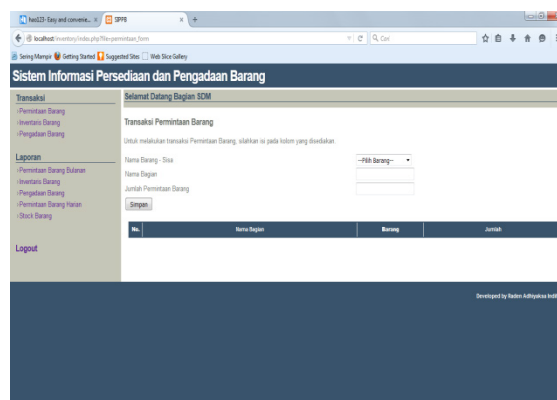 hasi123- Easy and convenie...
SIPPB
localhost/inventory/index.php?file=permintaan_form
Cari
Sering Mampir Getting Started Suggested Sites Web Slice Gallery
Sistem Informasi Persediaan dan Pengadaan Barang
Transaksi
Permintaan Barang
Inventaris Barang
Pengadaan Barang
Laporan
Permintaan Barang Bulanan
Inventaris Barang
Pengadaan Barang
Permintaan Barang Harian
Stock Barang
Logout
Selamat Datang Bagian SDM
Transaksi Permintaan Barang
Untuk melakukan transaksi Permintaan Barang, silahkan isi pada kolom yang disediakan.
Nama Barang - Sisa
--Pilih Barang--
Nama Bagian
Jumlah Permintaan Barang
Simpan
No. Nama Bagian Barang Jumlah
Developed by Raden Adhiyaksa Indi